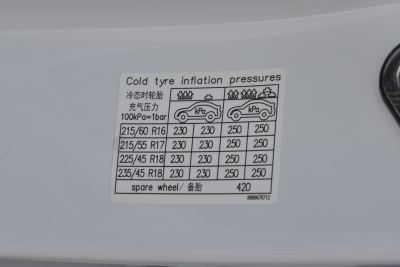 Cold tyre inflation pressures
冷态时轮胎
充气压力
100kPa=1bar
kPa kPa
215/60 R16 230 230 250 250
215/55 R17 230 230 250 250
225/45 R18 230 230 250 250
235/45 R18 230 230 250 250
spare wheel/ 备胎 420